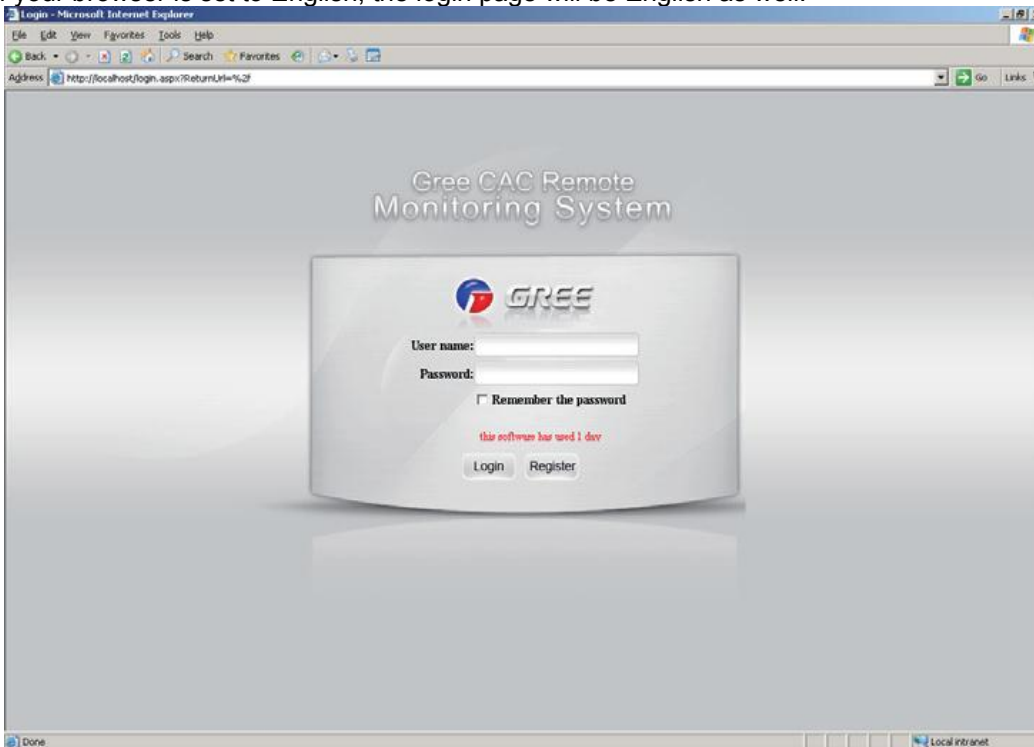 your browser is set to English, the login page will be English as well.
Login - Microsoft Internet Explorer
File Edit View Favorites Tools Help
Back Search Favorites
Address http://localhost/login.aspx?ReturnUrl=%2f Go Links
Gree CAC Remote
Monitoring System
GREE
User name:
Password:
Remember the password
this software has used 1 day
Login Register
Done Local intranet